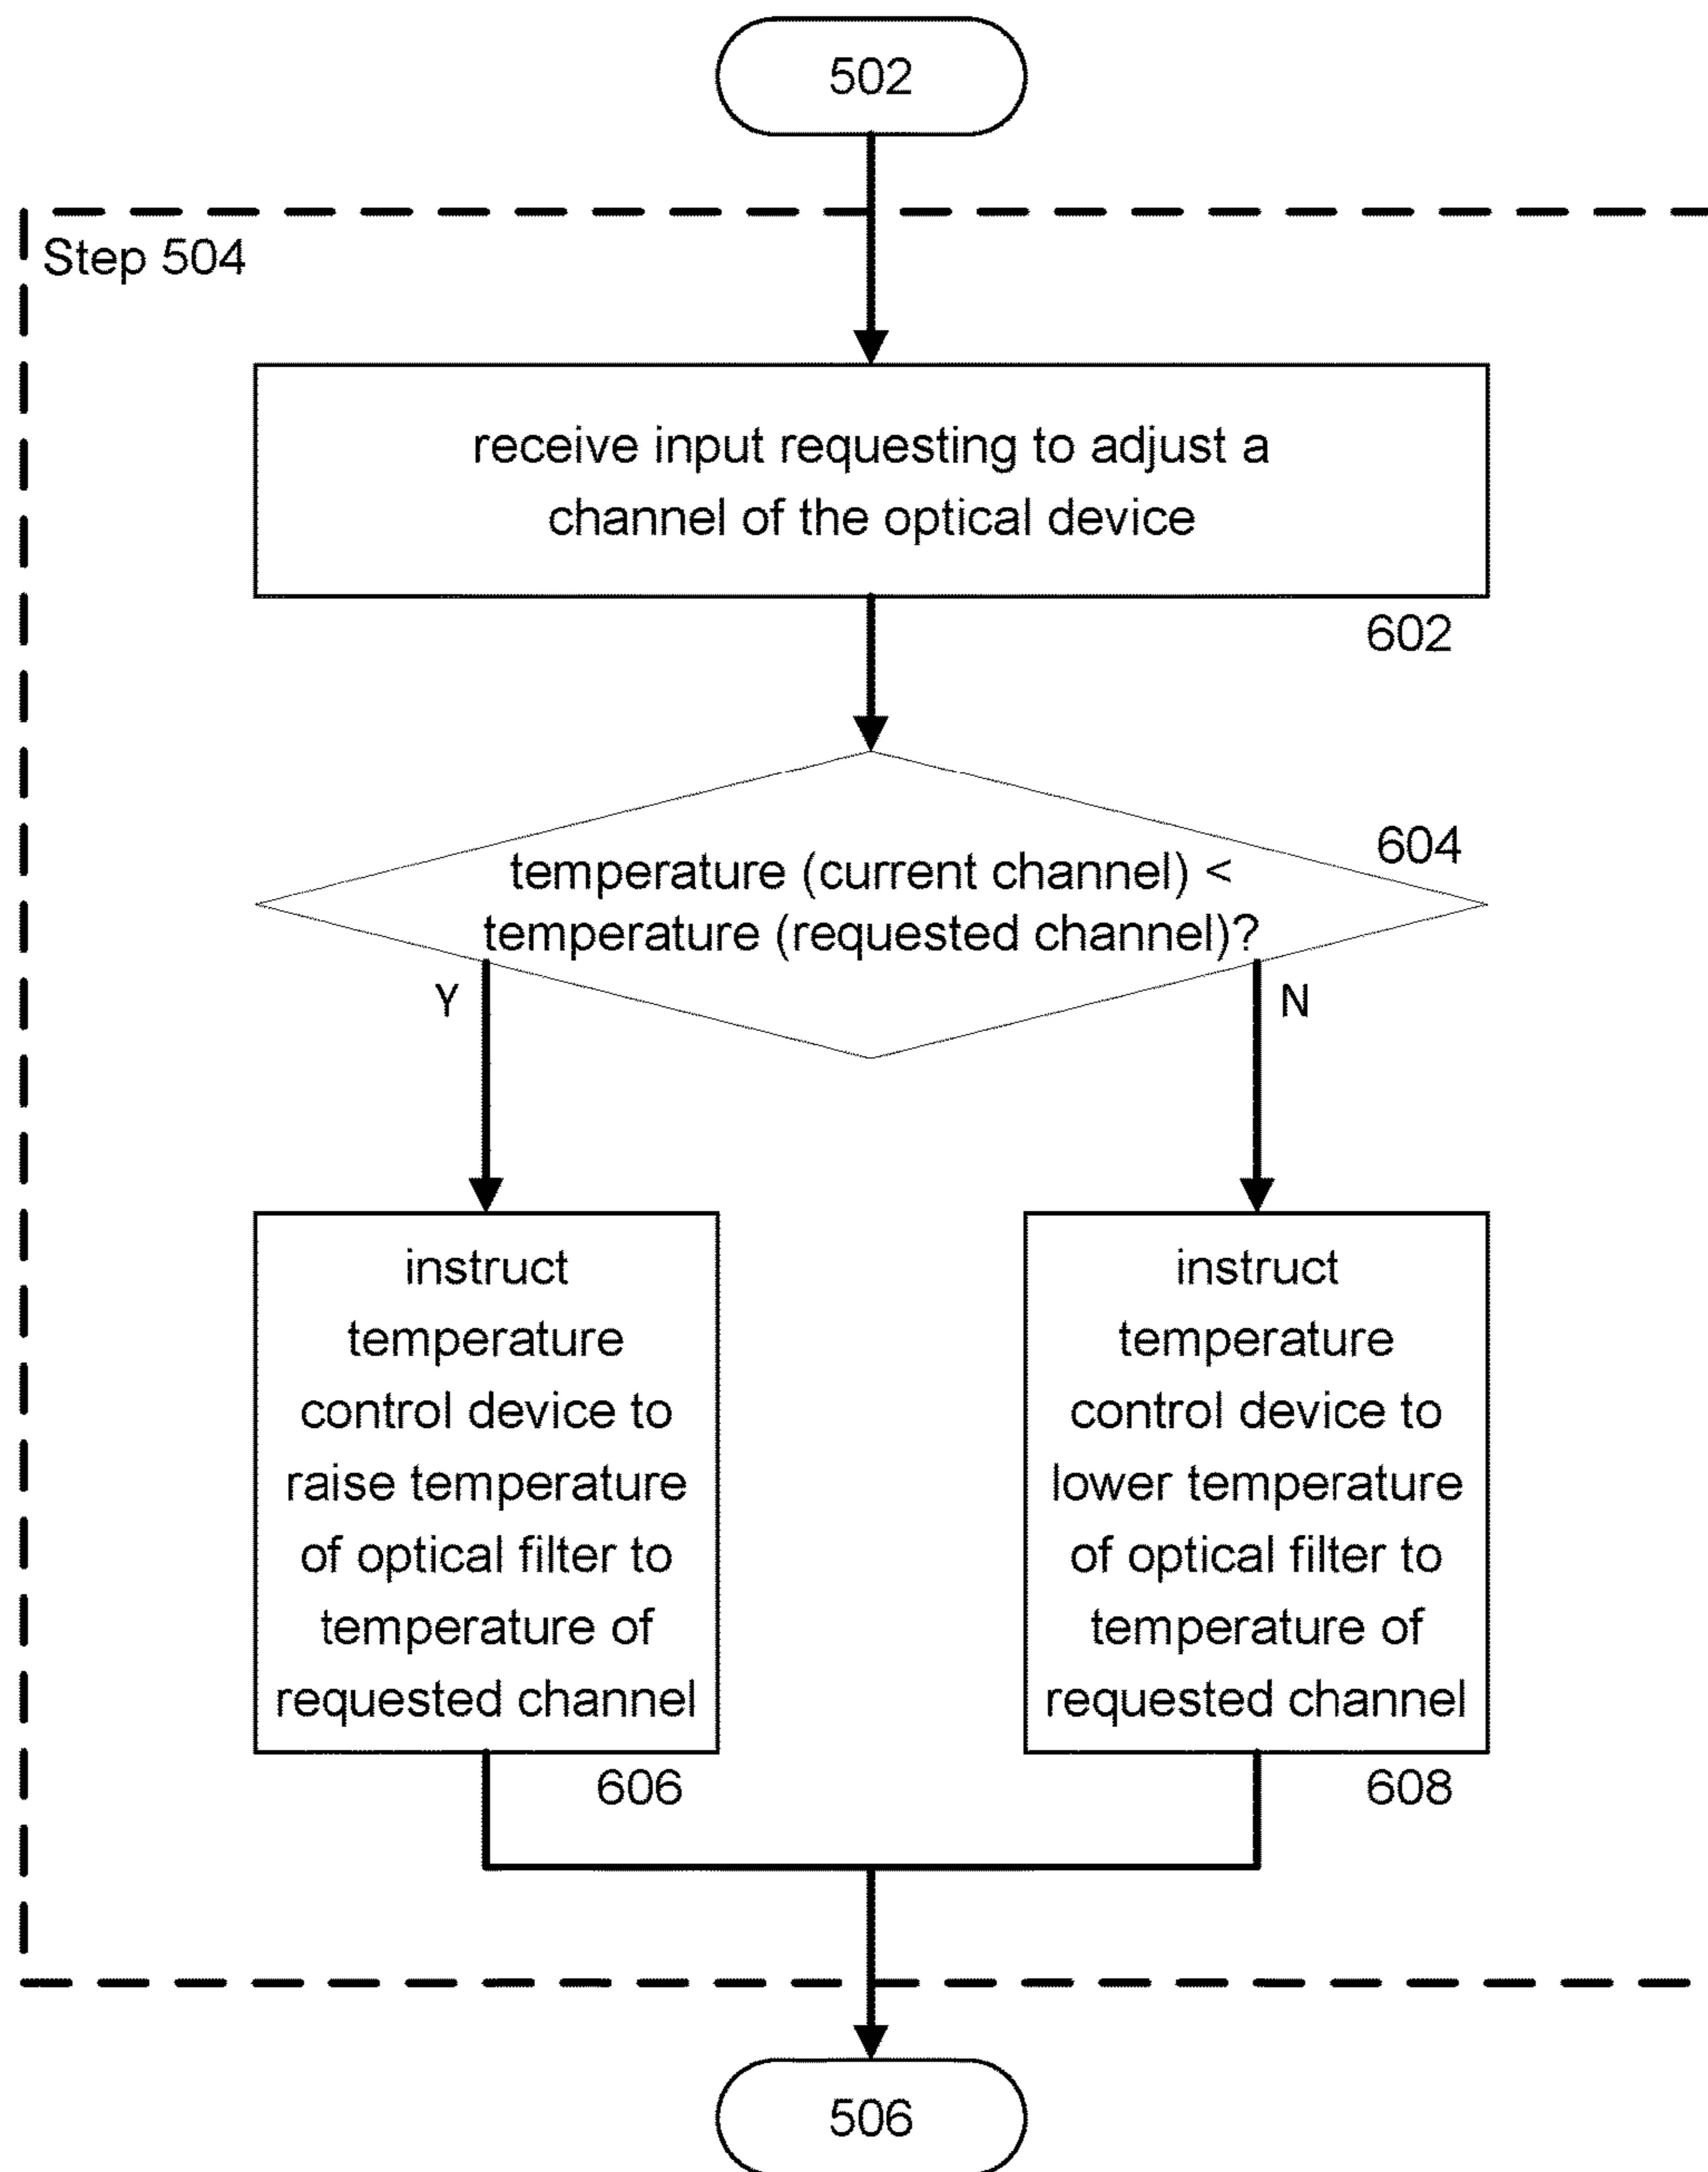 502
Step 504
receive input requesting to adjust a
channel of the optical device
602
604
temperature (current channel) <
temperature (requested channel)?
Y
N
instruct
temperature
control device to
raise temperature
of optical filter to
temperature of
requested channel
606
instruct
temperature
control device to
lower temperature
of optical filter to
temperature of
requested channel
608
506